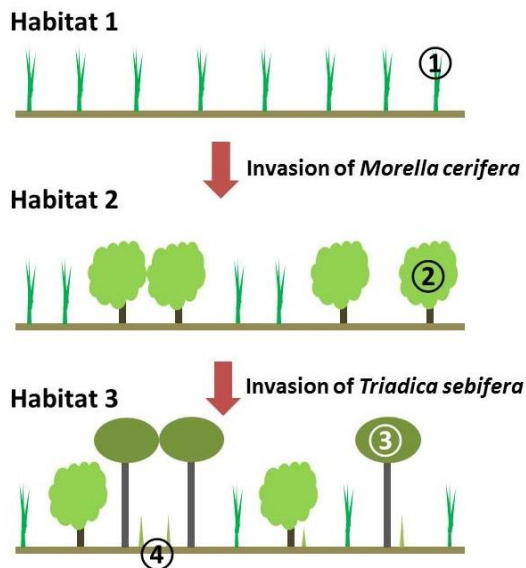 Habitat 1
①
Invasion of Morella cerifera
Habitat 2
②
Invasion of Triadica sebifera
Habitat 3
③
④